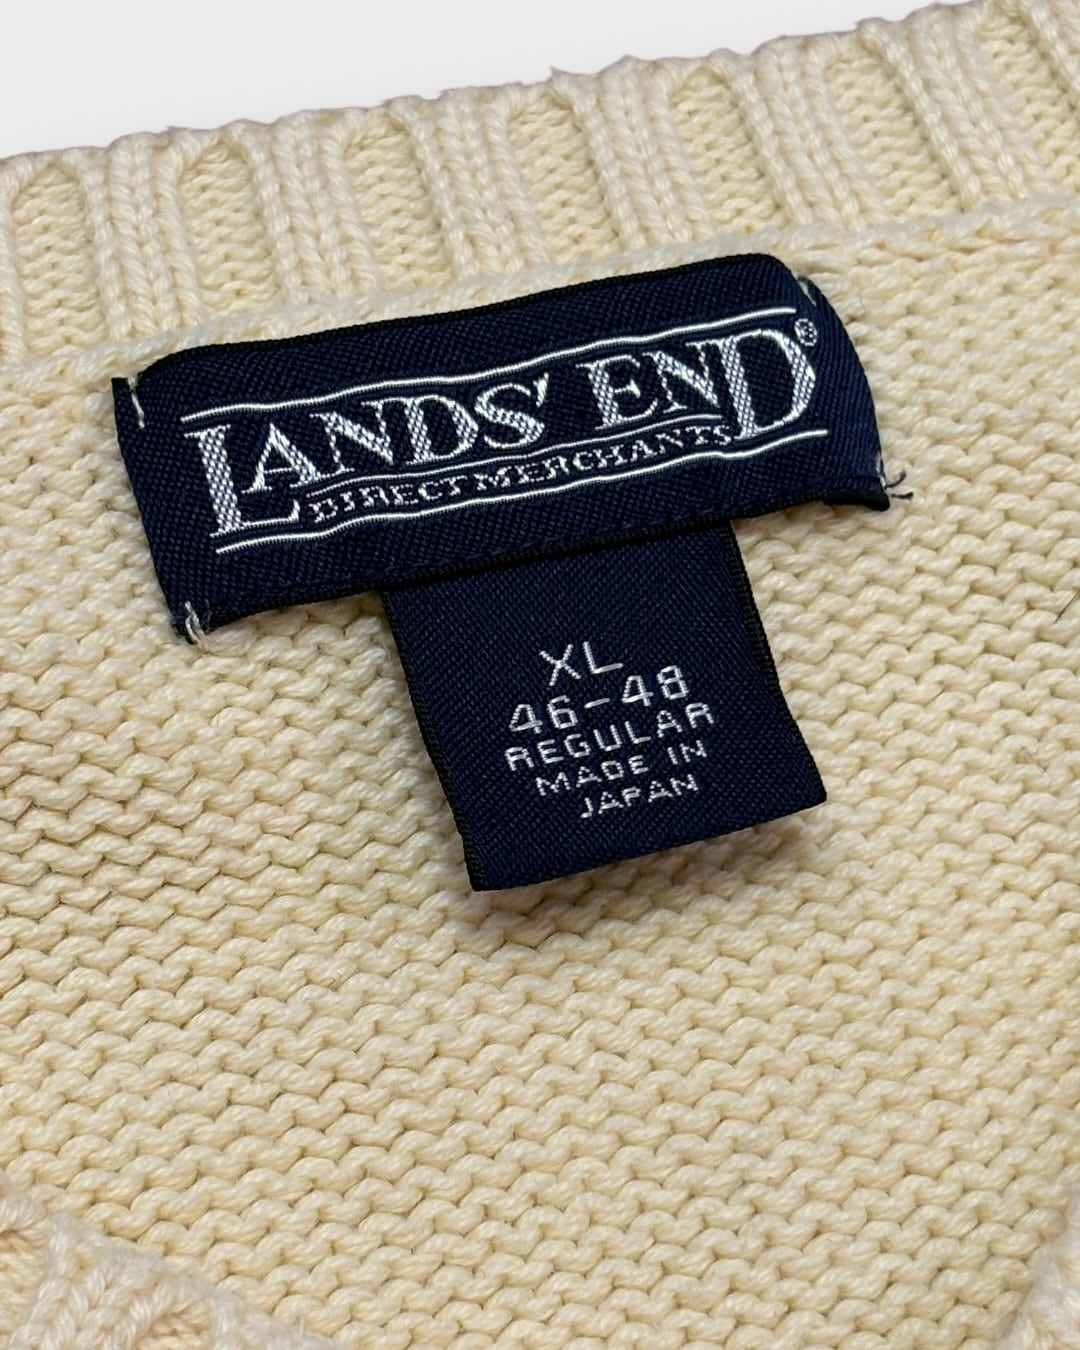 LANDS' END®
DIRECT MERCHANTS
XL
46-48
REGULAR
MADE IN
JAPAN